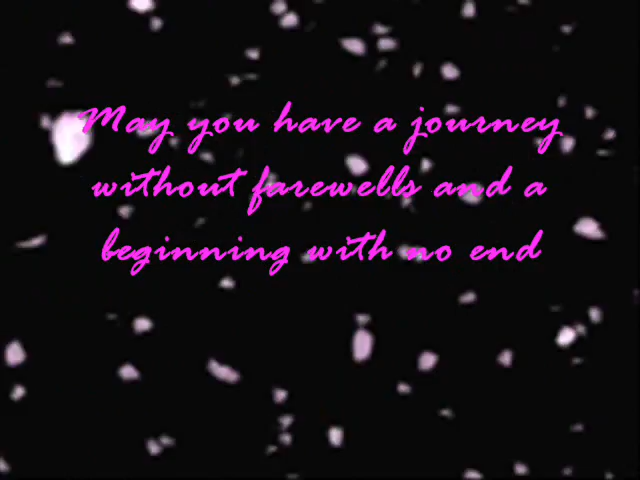 May you have a journey
without farewells and a
beginning with no end